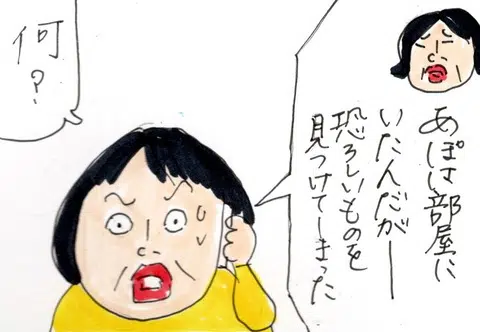 あぽは部屋に
いたんだがー
恐ろしいものを
見つけてしまった
何？